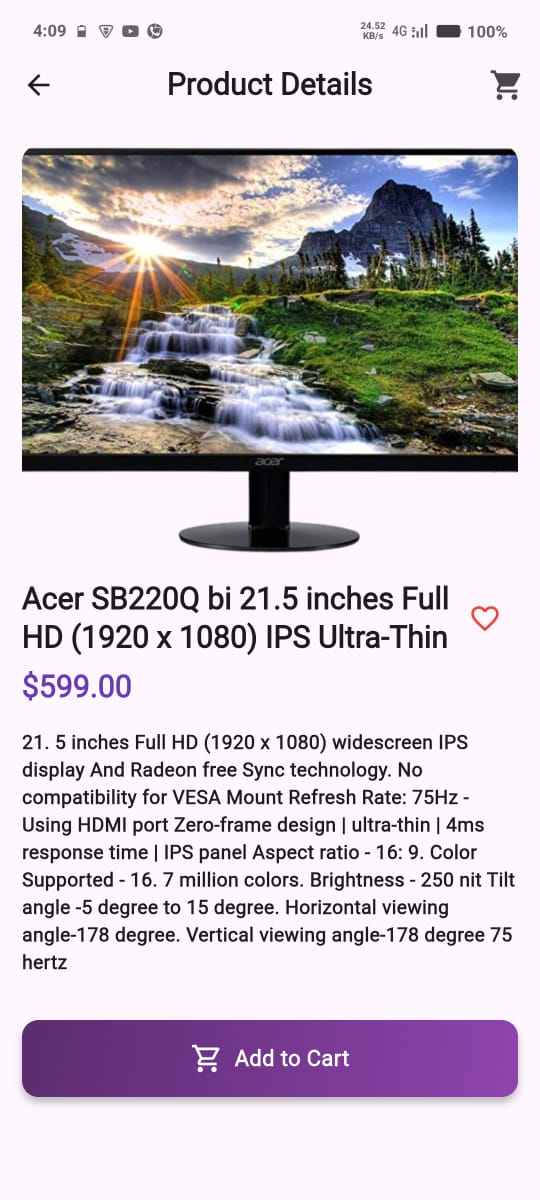 4:09
24.52
KB/s
4G
100%
Product Details
acer
Acer SB220Q bi 21.5 inches Full
HD (1920 x 1080) IPS Ultra-Thin
$599.00
21. 5 inches Full HD (1920 x 1080) widescreen IPS
display And Radeon free Sync technology. No
compatibility for VESA Mount Refresh Rate: 75Hz -
Using HDMI port Zero-frame design | ultra-thin | 4ms
response time | IPS panel Aspect ratio - 16: 9. Color
Supported - 16. 7 million colors. Brightness - 250 nit Tilt
angle -5 degree to 15 degree. Horizontal viewing
angle-178 degree. Vertical viewing angle-178 degree 75
hertz
Add to Cart